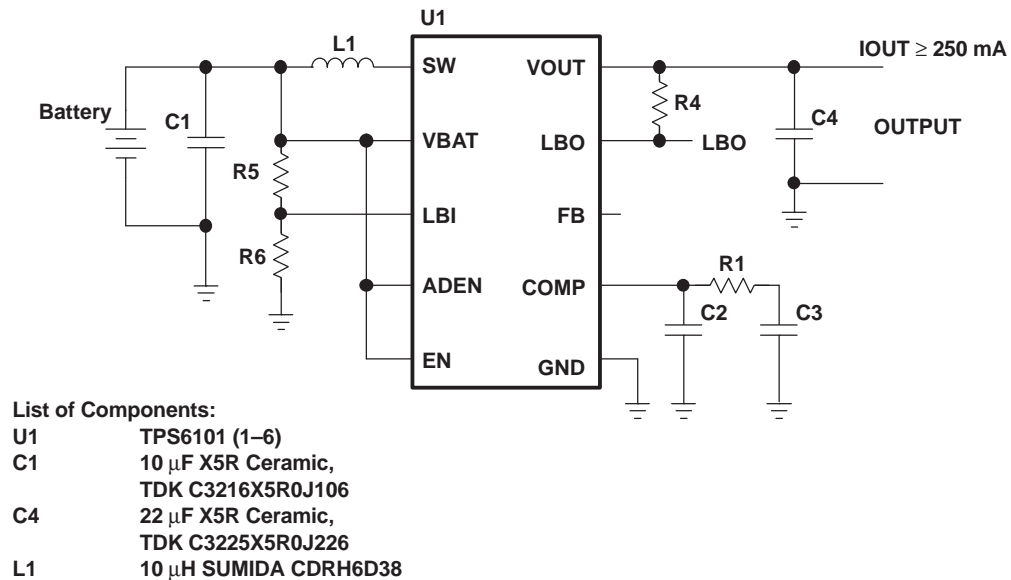 U1
L1
IOUT ≥ 250 mA
SW
VOUT
Battery
C1
R4
C4
OUTPUT
VBAT
LBO
LBO
R5
LBI
FB
R6
R1
ADEN
COMP
C2
C3
EN
GND
List of Components:
U1 TPS6101 (1–6)
C1 10 μF X5R Ceramic,
TDK C3216X5R0J106
C4 22 μF X5R Ceramic,
TDK C3225X5R0J226
L1 10 μH SUMIDA CDRH6D38